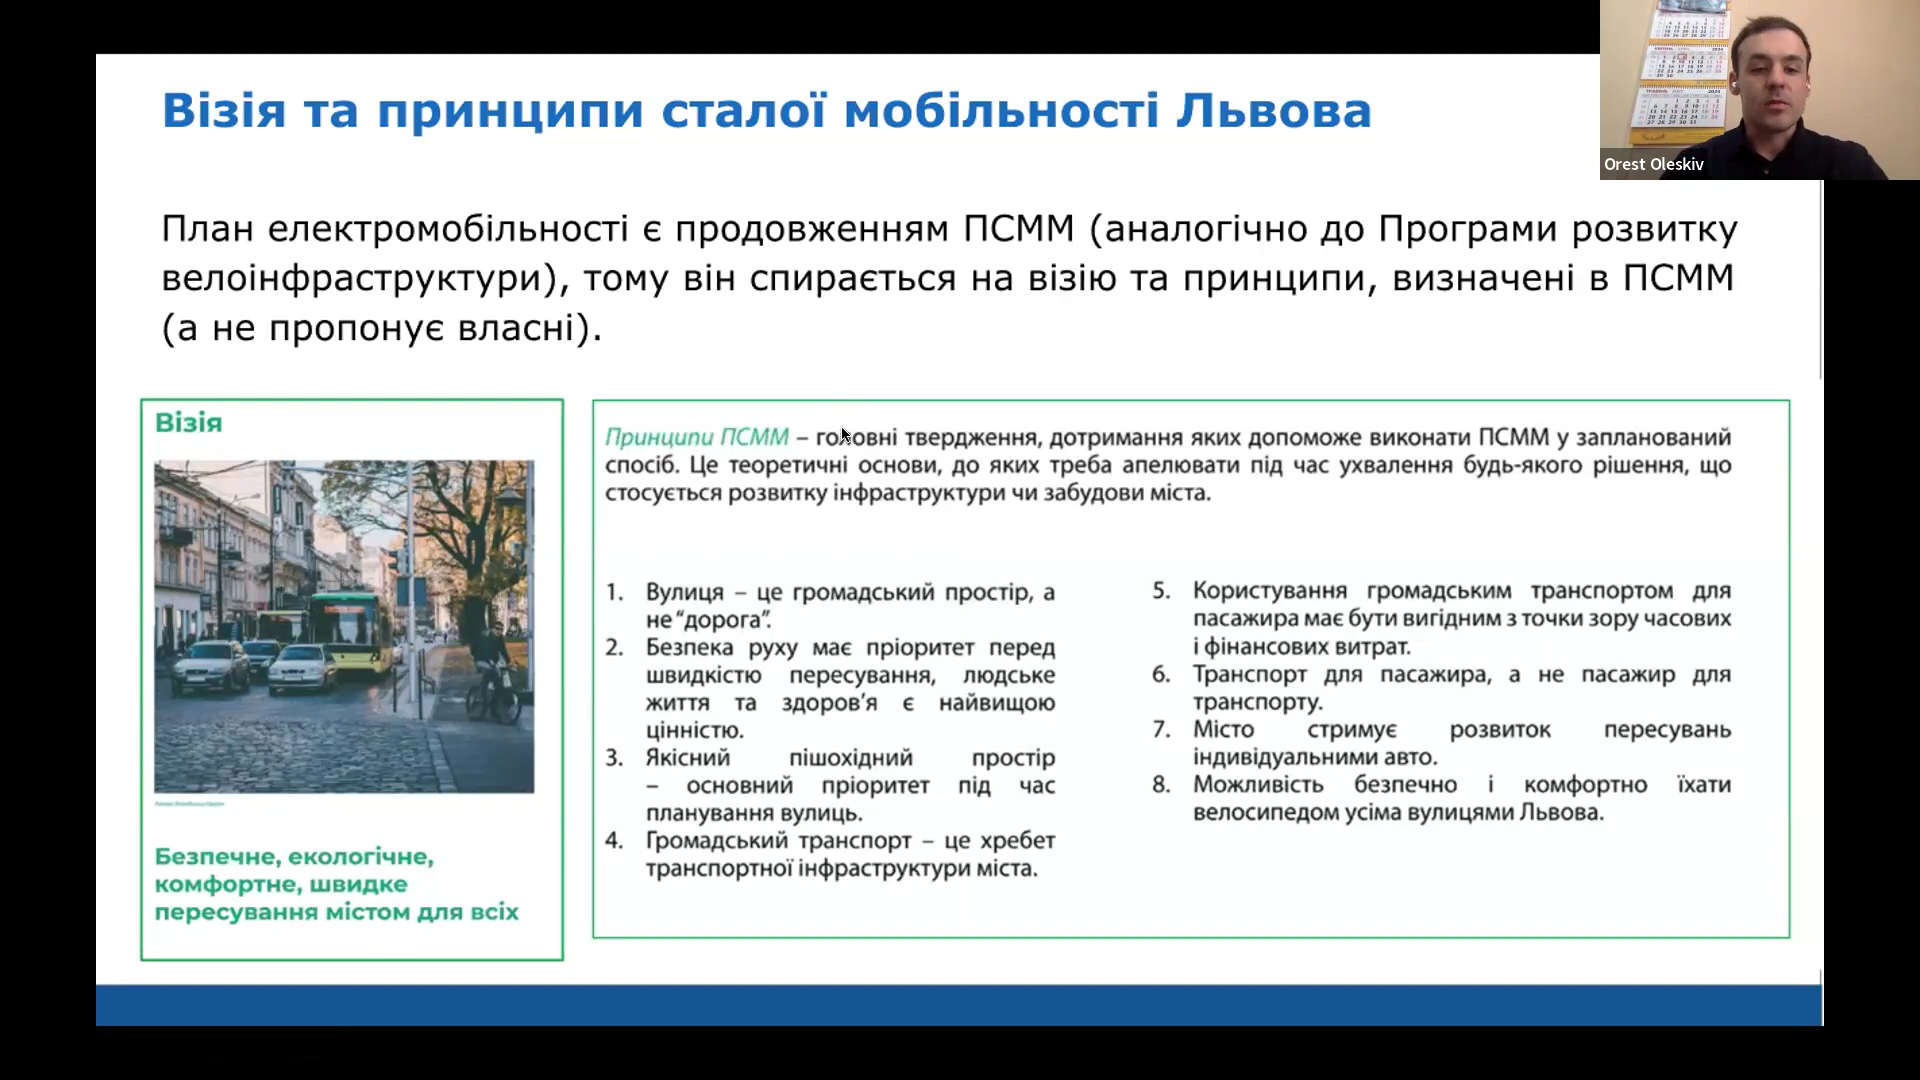 Візія та принципи сталої мобільності Львова
Orest Oleskiv
План електромобільності є продовженням ПСММ (аналогічно до Програми розвитку
велоінфраструктури), тому він спирається на візію та принципи, визначені в ПСММ
(а не пропонує власні).
Візія
Безпечне, екологічне,
комфортне, швидке
пересування містом для всіх
Принципи ПСММ – головні твердження, дотримання яких допоможе виконати ПСММ у запланований
спосіб. Це теоретичні основи, до яких треба апелювати під час ухвалення будь-якого рішення, що
стосується розвитку інфраструктури чи забудови міста.
1. Вулиця – це громадський простір, а
не “дорога”.
2. Безпека руху має пріоритет перед
швидкістю пересування, людське
життя та здоров’я є найвищою
цінністю.
3. Якісний пішохідний простір
– основний пріоритет під час
планування вулиць.
4. Громадський транспорт – це хребет
транспортної інфраструктури міста.
5. Користування громадським транспортом для
пасажира має бути вигідним з точки зору часових
і фінансових витрат.
6. Транспорт для пасажира, а не пасажир для
транспорту.
7. Місто стримує розвиток пересувань
індивідуальними авто.
8. Можливість безпечно і комфортно їхати
велосипедом усіма вулицями Львова.